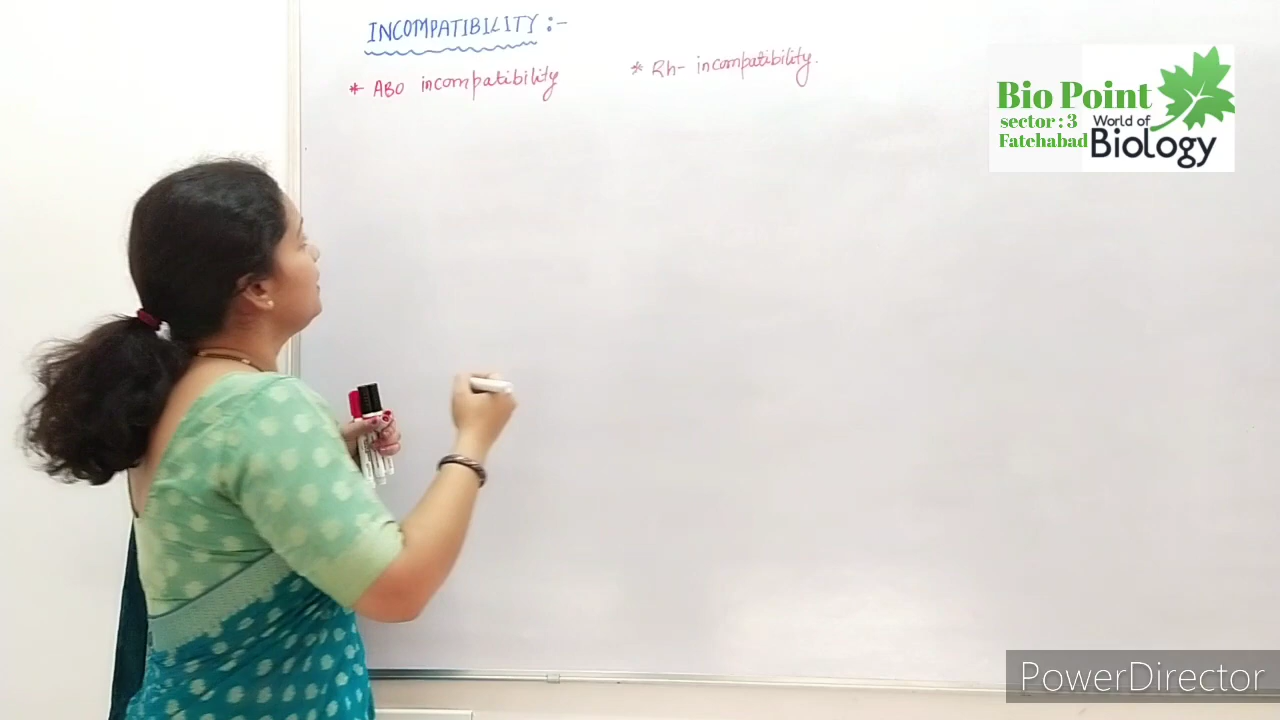 INCOMPATIBILITY :-
* ABO incompatibility
* Rh- incompatibility.
Bio Point
sector : 3
Fatehabad
World of
Biology
PowerDirector